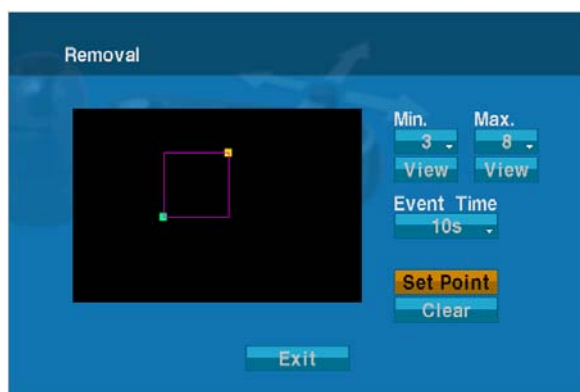 Removal
Min. Max.
3 8
View View
Event Time
10s
Set Point
Clear
Exit